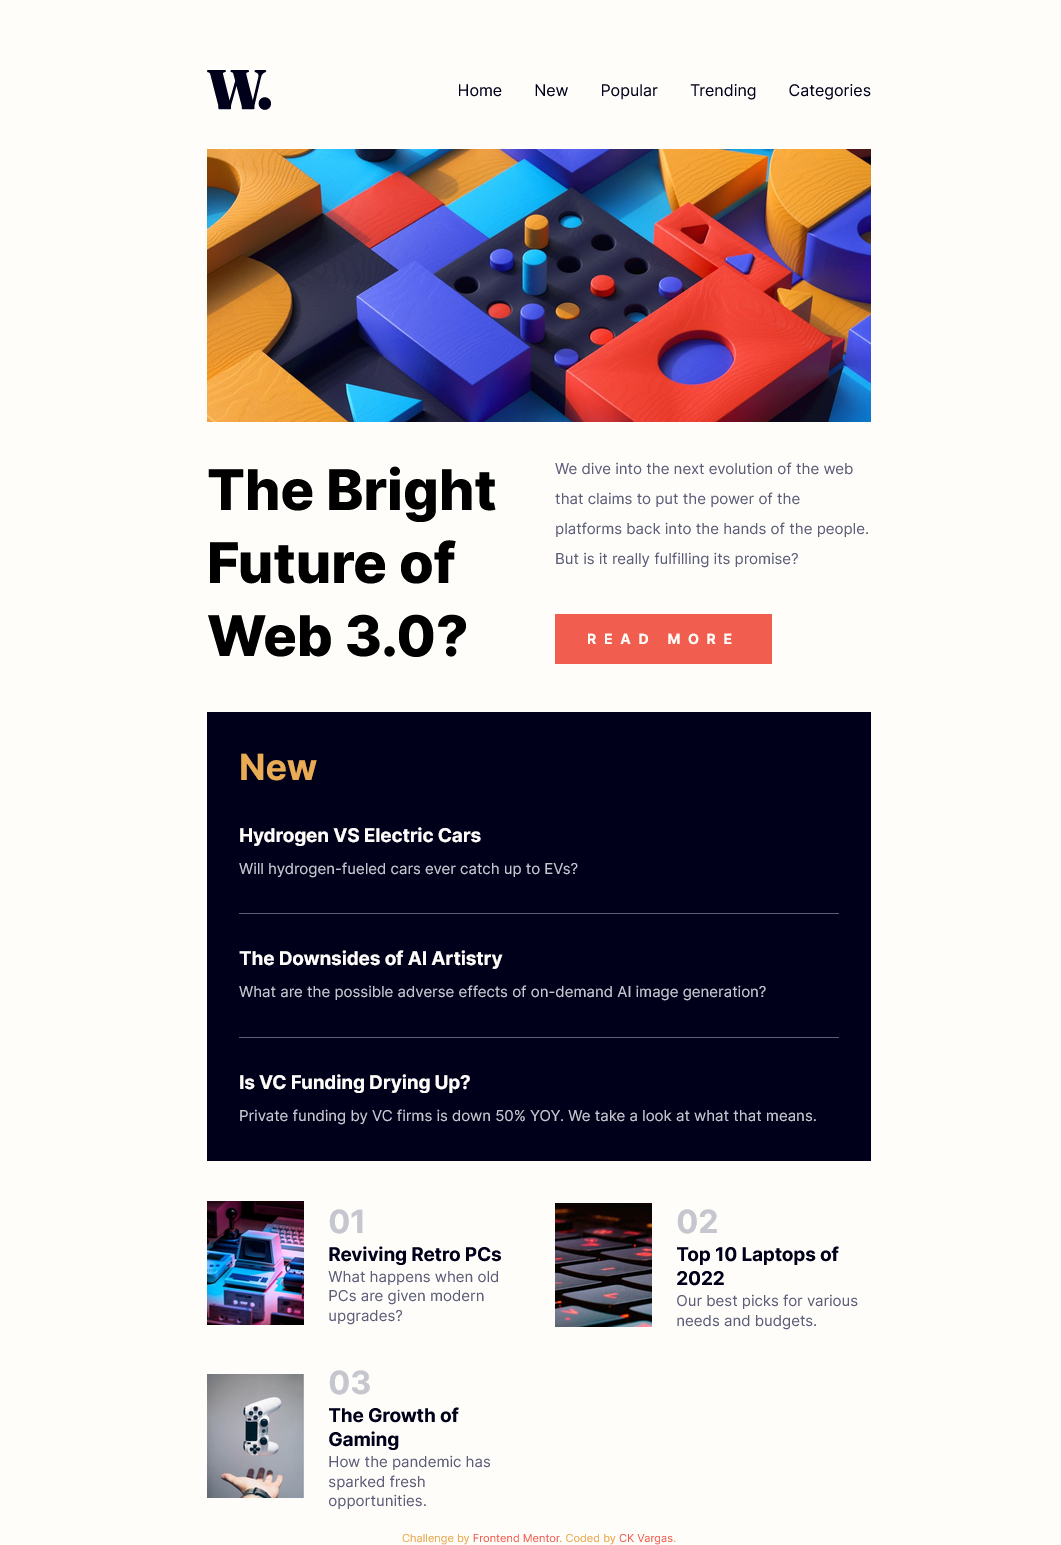 W.
Home New Popular Trending Categories
The Bright
Future of
Web 3.0?
We dive into the next evolution of the web
that claims to put the power of the
platforms back into the hands of the people.
But is it really fulfilling its promise?
READ MORE
New
Hydrogen VS Electric Cars
Will hydrogen-fueled cars ever catch up to EVs?
The Downsides of AI Artistry
What are the possible adverse effects of on-demand AI image generation?
Is VC Funding Drying Up?
Private funding by VC firms is down 50% YOY. We take a look at what that means.
01
Reviving Retro PCs
What happens when old
PCs are given modern
upgrades?
02
Top 10 Laptops of
2022
Our best picks for various
needs and budgets.
03
The Growth of
Gaming
How the pandemic has
sparked fresh
opportunities.
Challenge by Frontend Mentor. Coded by CK Vargas.